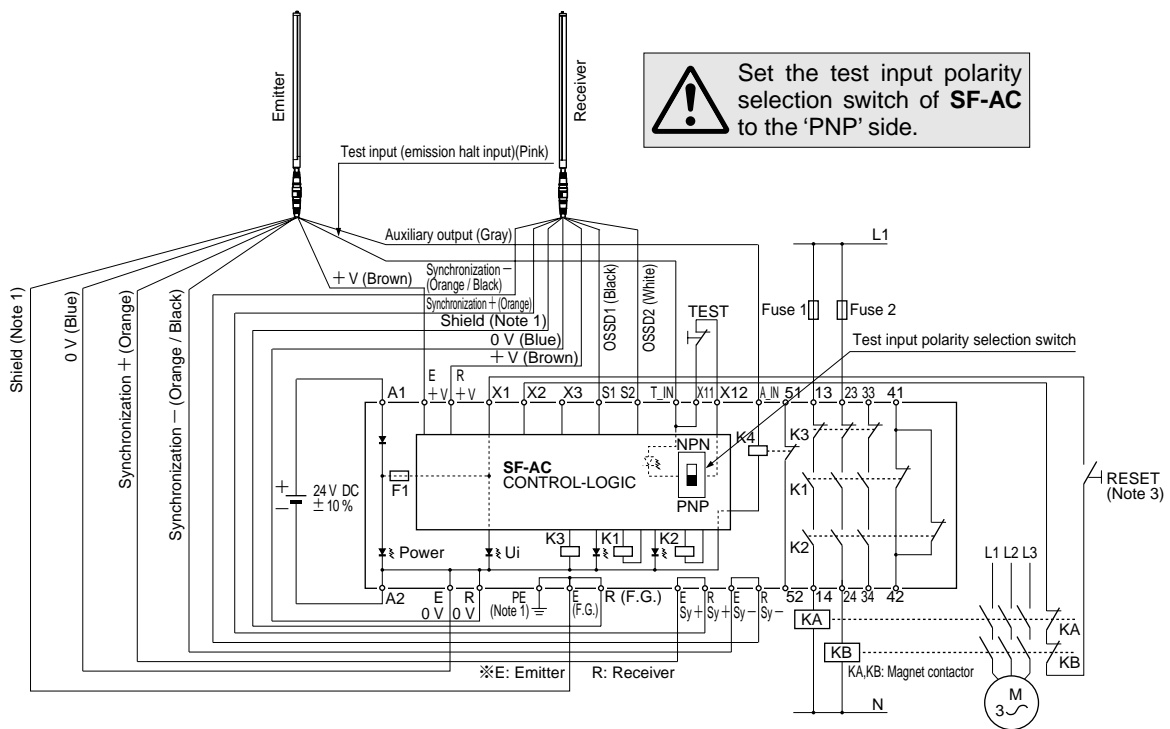 Emitter
Receiver
Set the test input polarity
selection switch of SF-AC
to the 'PNP' side.
Test input (emission halt input)(Pink)
Auxiliary output (Gray)
L1
Shield (Note 1)
0 V (Blue)
Synchronization + (Orange)
Synchronization − (Orange / Black)
+V (Brown)
Synchronization −
(Orange / Black)
Synchronization + (Orange)
Shield (Note 1)
0 V (Blue)
+V (Brown)
OSSD1 (Black)
OSSD2 (White)
TEST
Fuse 1
Fuse 2
Test input polarity selection switch
A1
E
+V
R
+V
X1
X2
X3
S1
S2
T_IN
X11
X12
A_IN
51
13
23
33
41
NPN
PNP
K4
K3
K1
K2
SF-AC
CONTROL-LOGIC
F1
+
−
24 V DC
± 10 %
RESET
(Note 3)
Power
Ui
K3
K1
K2
L1 L2 L3
A2
E
0 V
R
0 V
PE
(Note 1)
E
(F.G.)
R (F.G.)
E
Sy+
R
Sy+
E
Sy−
R
Sy−
52
14
24
34
42
KA
KB
KA
KB
KA,KB: Magnet contactor
※E: Emitter R: Receiver
N
M
3